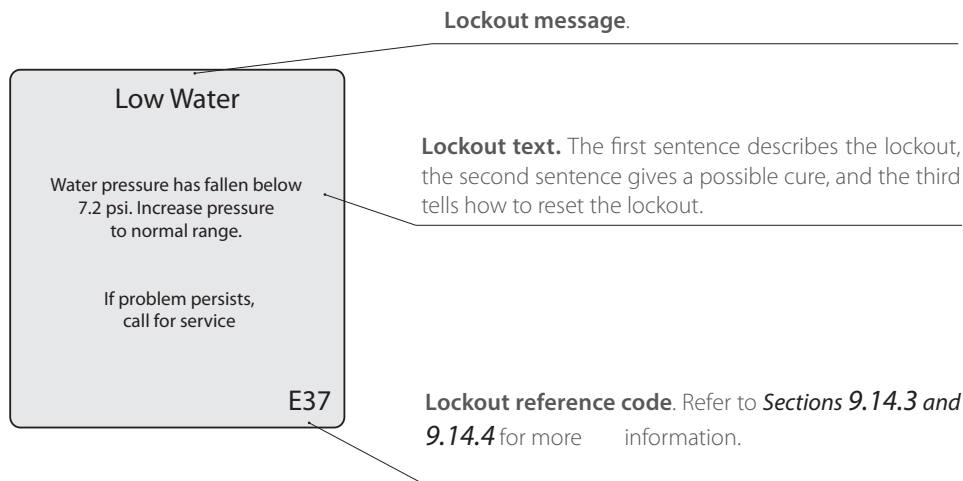 Lockout message.
Low Water
Water pressure has fallen below
7.2 psi. Increase pressure
to normal range.
If problem persists,
call for service
E37
Lockout text. The first sentence describes the lockout,
the second sentence gives a possible cure, and the third
tells how to reset the lockout.
Lockout reference code. Refer to Sections 9.14.3 and
9.14.4 for more information.